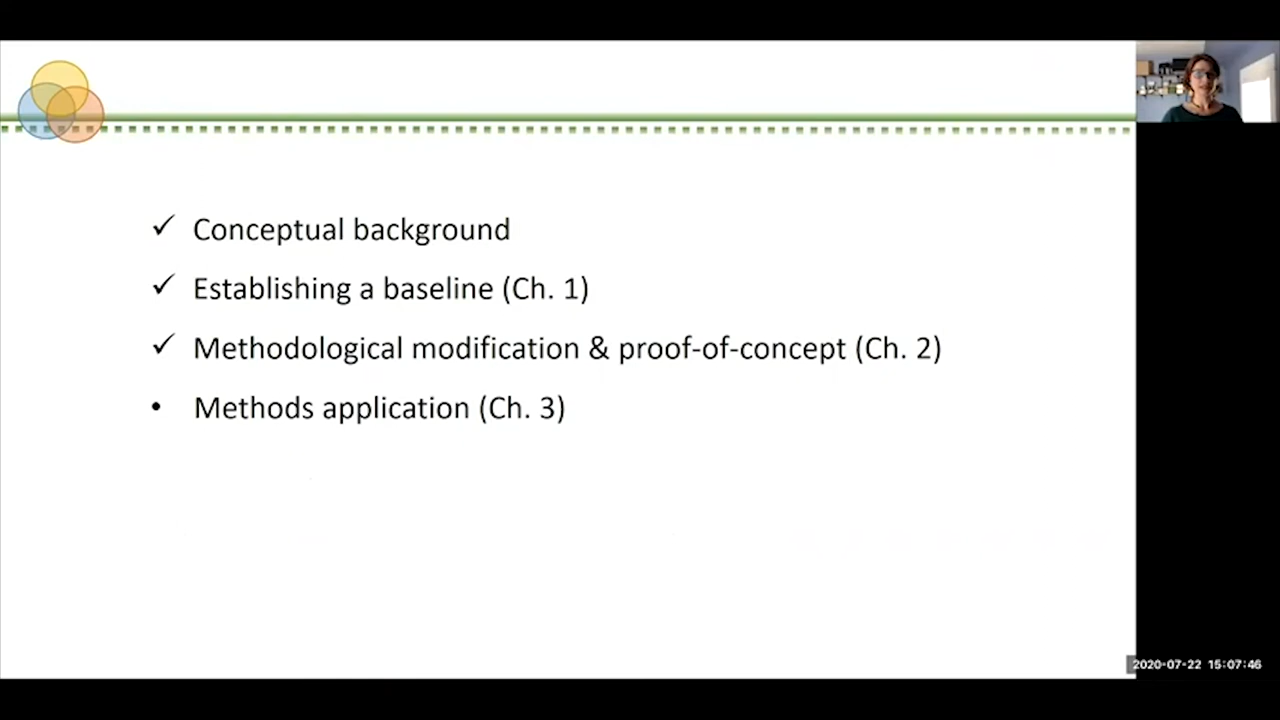 ✓ Conceptual background
✓ Establishing a baseline (Ch. 1)
✓ Methodological modification & proof-of-concept (Ch. 2)
• Methods application (Ch. 3)
2020-07-22 15:07:46